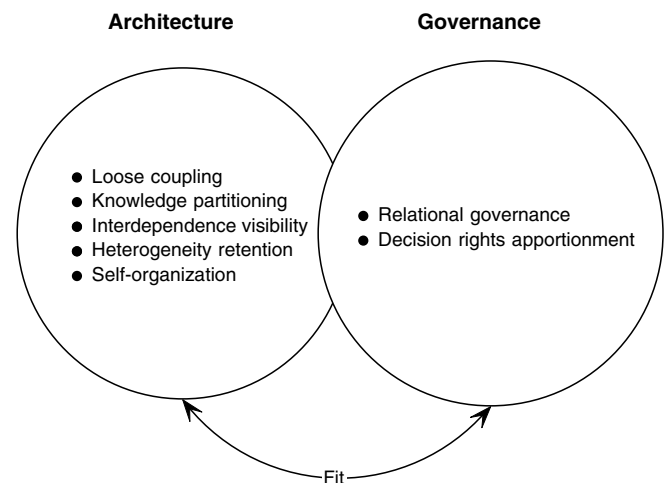 Architecture
Governance
● Loose coupling
● Knowledge partitioning
● Interdependence visibility
● Heterogeneity retention
● Self-organization
● Relational governance
● Decision rights apportionment
Fit